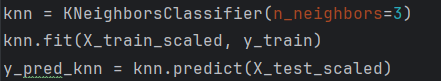 knn = KNeighborsClassifier(n_neighbors=3)
knn.fit(X_train_scaled, y_train)
y_pred_knn = knn.predict(X_test_scaled)